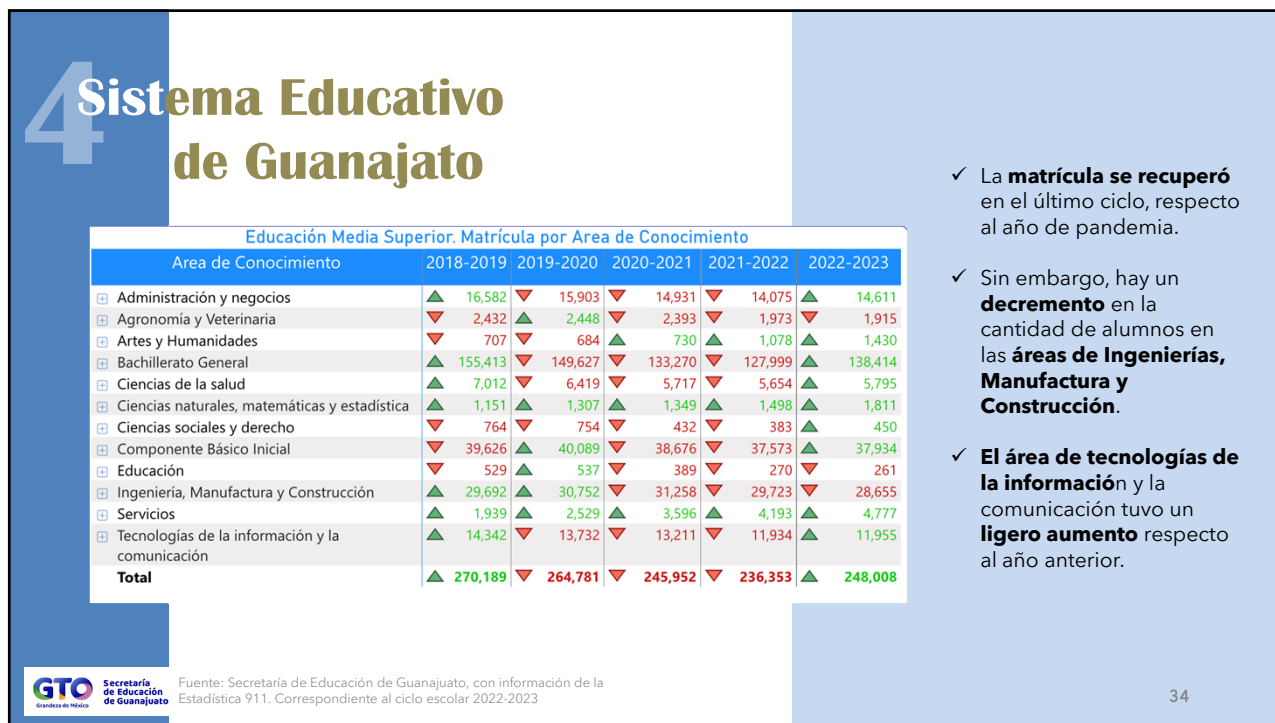 4
Sistema Educativo
de Guanajato
Educación Media Superior. Matrícula por Area de Conocimiento
Area de Conocimiento 2018-2019 2019-2020 2020-2021 2021-2022 2022-2023
Administración y negocios 16,582 15,903 14,931 14,075 14,611
Agronomía y Veterinaria 2,432 2,448 2,393 1,973 1,915
Artes y Humanidades 707 684 730 1,078 1,430
Bachillerato General 155,413 149,627 133,270 127,999 138,414
Ciencias de la salud 7,012 6,419 5,717 5,654 5,795
Ciencias naturales, matemáticas y estadística 1,151 1,307 1,349 1,498 1,811
Ciencias sociales y derecho 764 754 432 383 450
Componente Básico Inicial 39,626 40,089 38,676 37,573 37,934
Educación 529 537 389 270 261
Ingeniería, Manufactura y Construcción 29,692 30,752 31,258 29,723 28,655
Servicios 1,939 2,529 3,596 4,193 4,777
Tecnologías de la información y la 14,342 13,732 13,211 11,934 11,955
comunicación
Total 270,189 264,781 245,952 236,353 248,008
✓ La matrícula se recuperó
en el último ciclo, respecto
al año de pandemia.
✓ Sin embargo, hay un
decremento en la
cantidad de alumnos en
las áreas de Ingenierías,
Manufactura y
Construcción.
✓ El área de tecnologías de
la información y la
comunicación tuvo un
ligero aumento respecto
al año anterior.
GTO
Grandeza de México
Secretaría
de Educación
de Guanajuato
Fuente: Secretaría de Educación de Guanajuato, con información de la
Estadística 911. Correspondiente al ciclo escolar 2022-2023
34